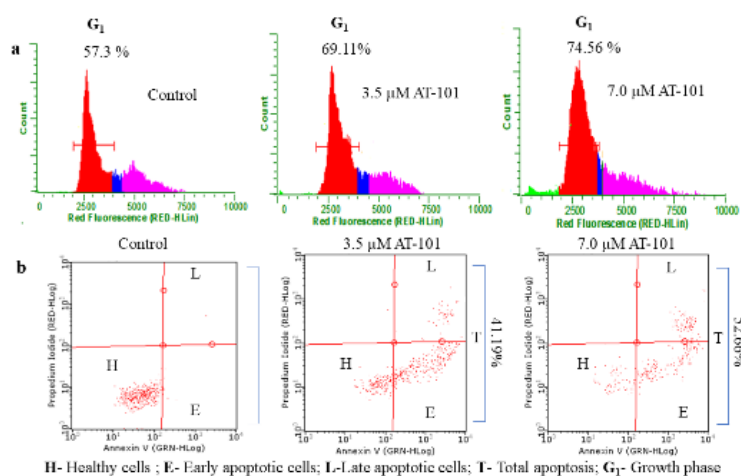 G1 G1 G1
a 57.3 % 69.11% 74.56 %
Control 3.5 μM AT-101 7.0 μM AT-101
Count Count Count
0 2500 5000 7500 10000 0 2500 5000 7500 10000 0 2500 5000 7500 10000
Red Fluorescence (RED-HLin) Red Fluorescence (RED-HLin) Red Fluorescence (RED-HLin)
Control 3.5 μM AT-101 7.0 μM AT-101
b L L L
Propedium Iodide (RED-HLog) Propedium Iodide (RED-HLog) Propedium Iodide (RED-HLog)
T 41.19% T
H H H
E E E
Annexin V (GRN-HLog) Annexin V (GRN-HLog) Annexin V (GRN-HLog)
H- Healthy cells ; E- Early apoptotic cells; L-Late apoptotic cells; T- Total apoptosis; G1- Growth phase